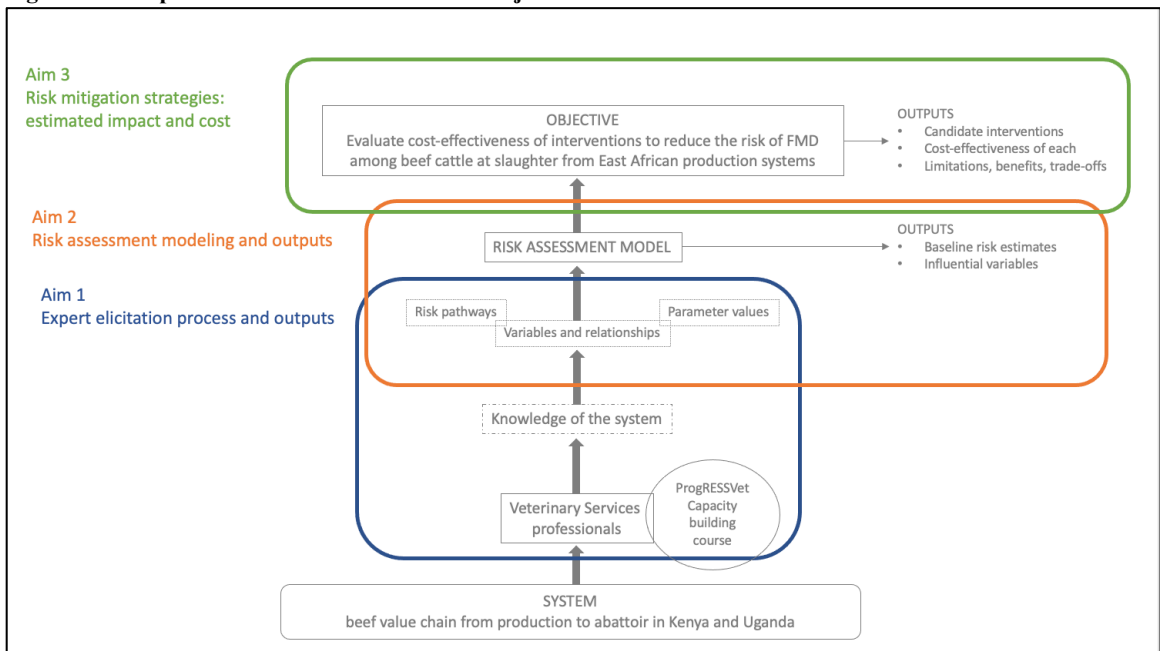 Aim 3
Risk mitigation strategies:
estimated impact and cost
OBJECTIVE
Evaluate cost-effectiveness of interventions to reduce the risk of FMD
among beef cattle at slaughter from East African production systems
OUTPUTS
• Candidate interventions
• Cost-effectiveness of each
• Limitations, benefits, trade-offs
Aim 2
Risk assessment modeling and outputs
RISK ASSESSMENT MODEL
OUTPUTS
• Baseline risk estimates
• Influential variables
Aim 1
Expert elicitation process and outputs
Risk pathways
Parameter values
Variables and relationships
Knowledge of the system
Veterinary Services
professionals
ProgRESSVet
Capacity
building
course
SYSTEM
beef value chain from production to abattoir in Kenya and Uganda